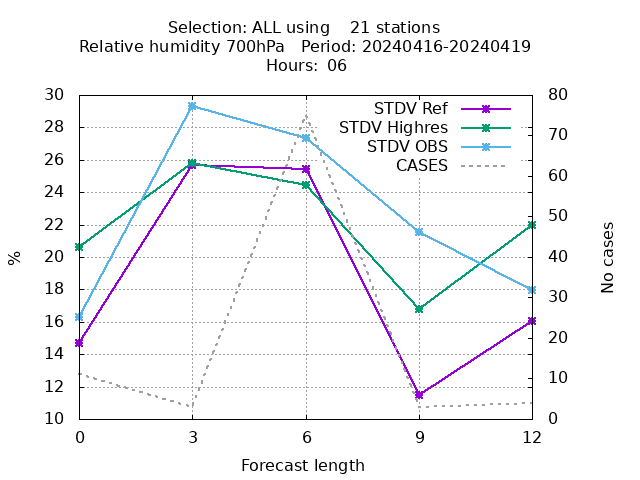 Selection: ALL using    21 stations
Relative humidity 700hPa   Period: 20240416-20240419
Hours: 06
30
28
26
24
22
20
18
16
14
12
10
%
80
70
60
50
40
30
20
10
0
No cases
STDV Ref
STDV Highres
STDV OBS
CASES
0 3 6 9 12
Forecast length